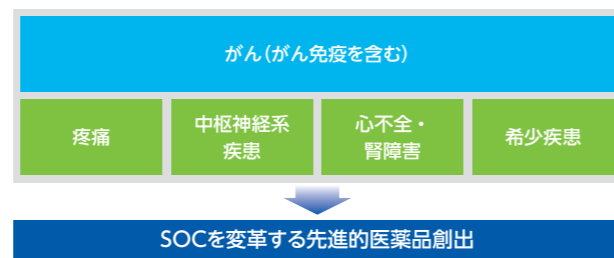 がん（がん免疫を含む）
疼痛
中枢神経系
疾患
心不全・
腎障害
希少疾患
SOCを変革する先進的医薬品創出